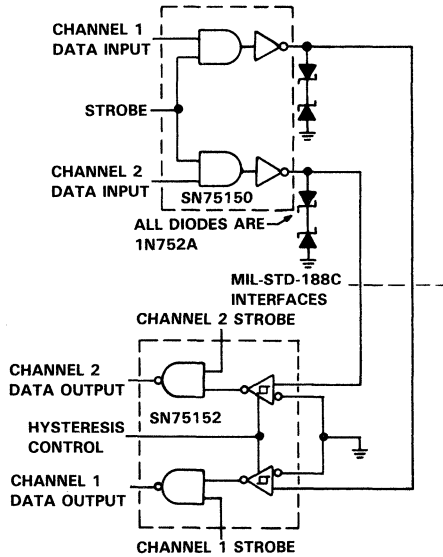 CHANNEL 1
DATA INPUT
STROBE
CHANNEL 2
DATA INPUT
SN75150
ALL DIODES ARE
1N752A
MIL-STD-188C
INTERFACES
CHANNEL 2 STROBE
CHANNEL 2
DATA OUTPUT
SN75152
HYSTERESIS
CONTROL
CHANNEL 1
DATA OUTPUT
CHANNEL 1 STROBE